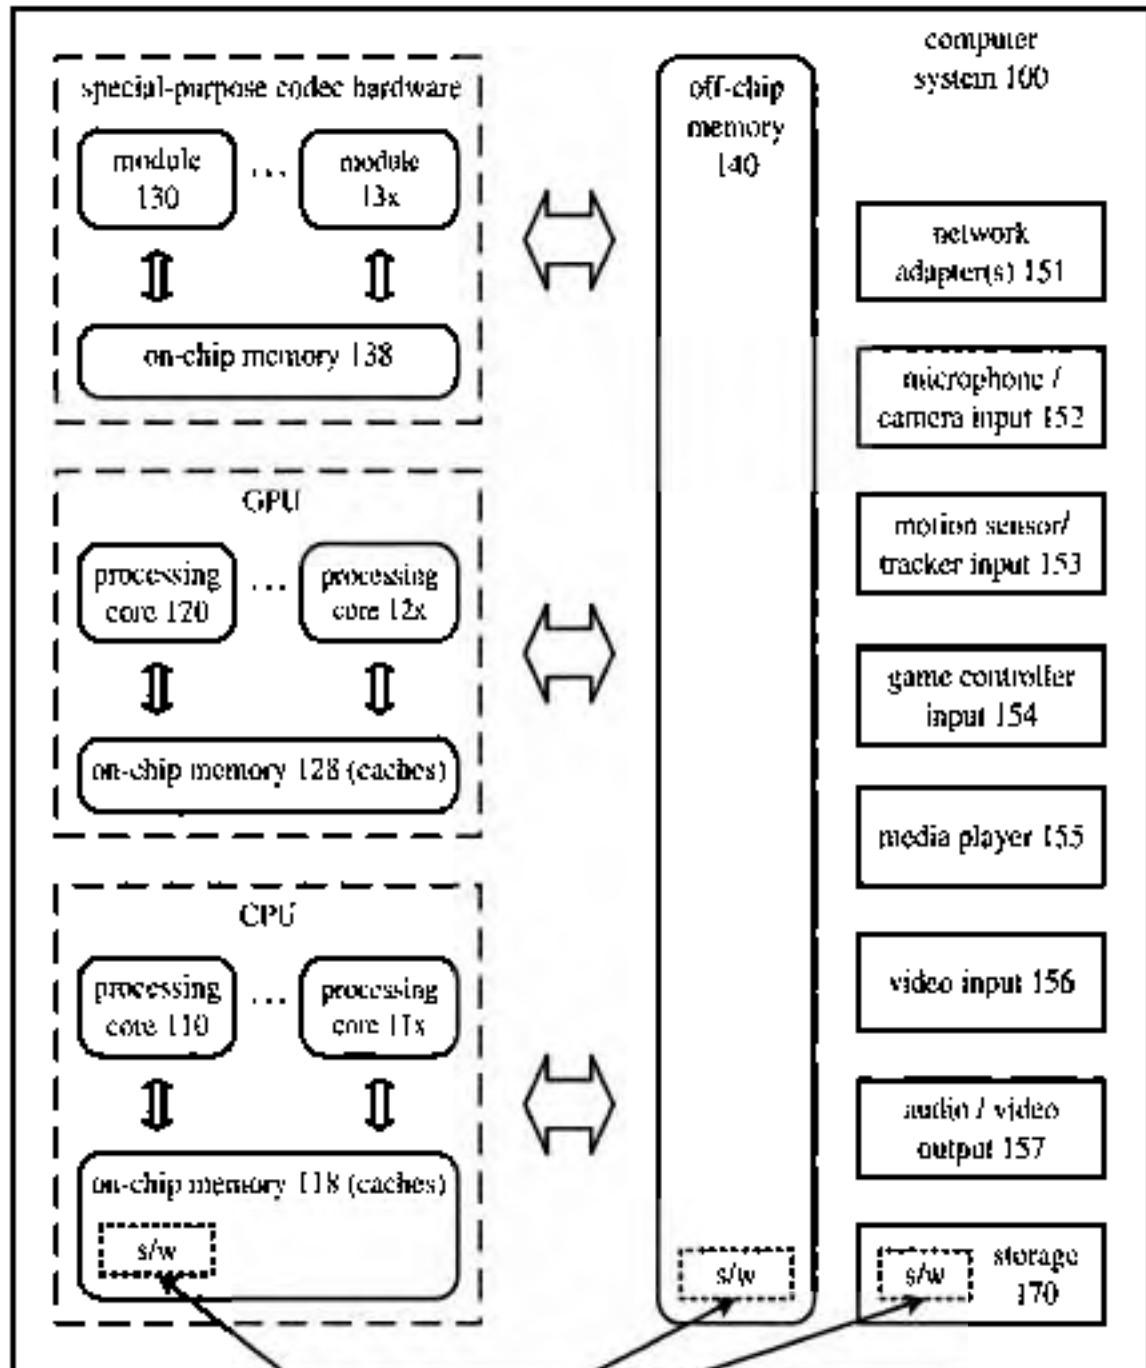 computer
system 100
special-purpose codec hardware
module
130
...
module
13x
on-chip memory 138
GPU
processing
core 120
...
processing
core 12x
on-chip memory 128 (caches)
CPU
processing
core 110
...
processing
core 11x
on-chip memory 118 (caches)
s/w
off-chip
memory
140
s/w
network
adapter(s) 151
microphone /
camera input 152
motion sensor/
tracker input 153
game controller
input 154
media player 155
video input 156
audio / video
output 157
s/w
storage
170